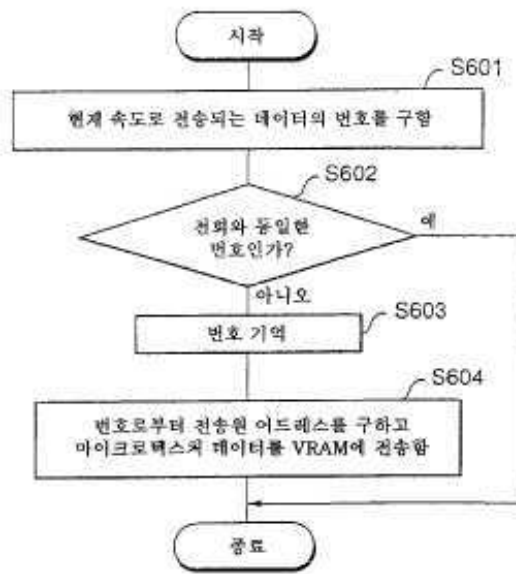 시작
S601
현재 속도로 전송되는 데이터의 번호를 구함
S602
전회와 동일한
번호인가?
예
아니오
번호 기억
S603
S604
번호로부터 전송원 어드레스를 구하고
마이크로텍스쳐 데이터를 VRAM에 전송함
종료